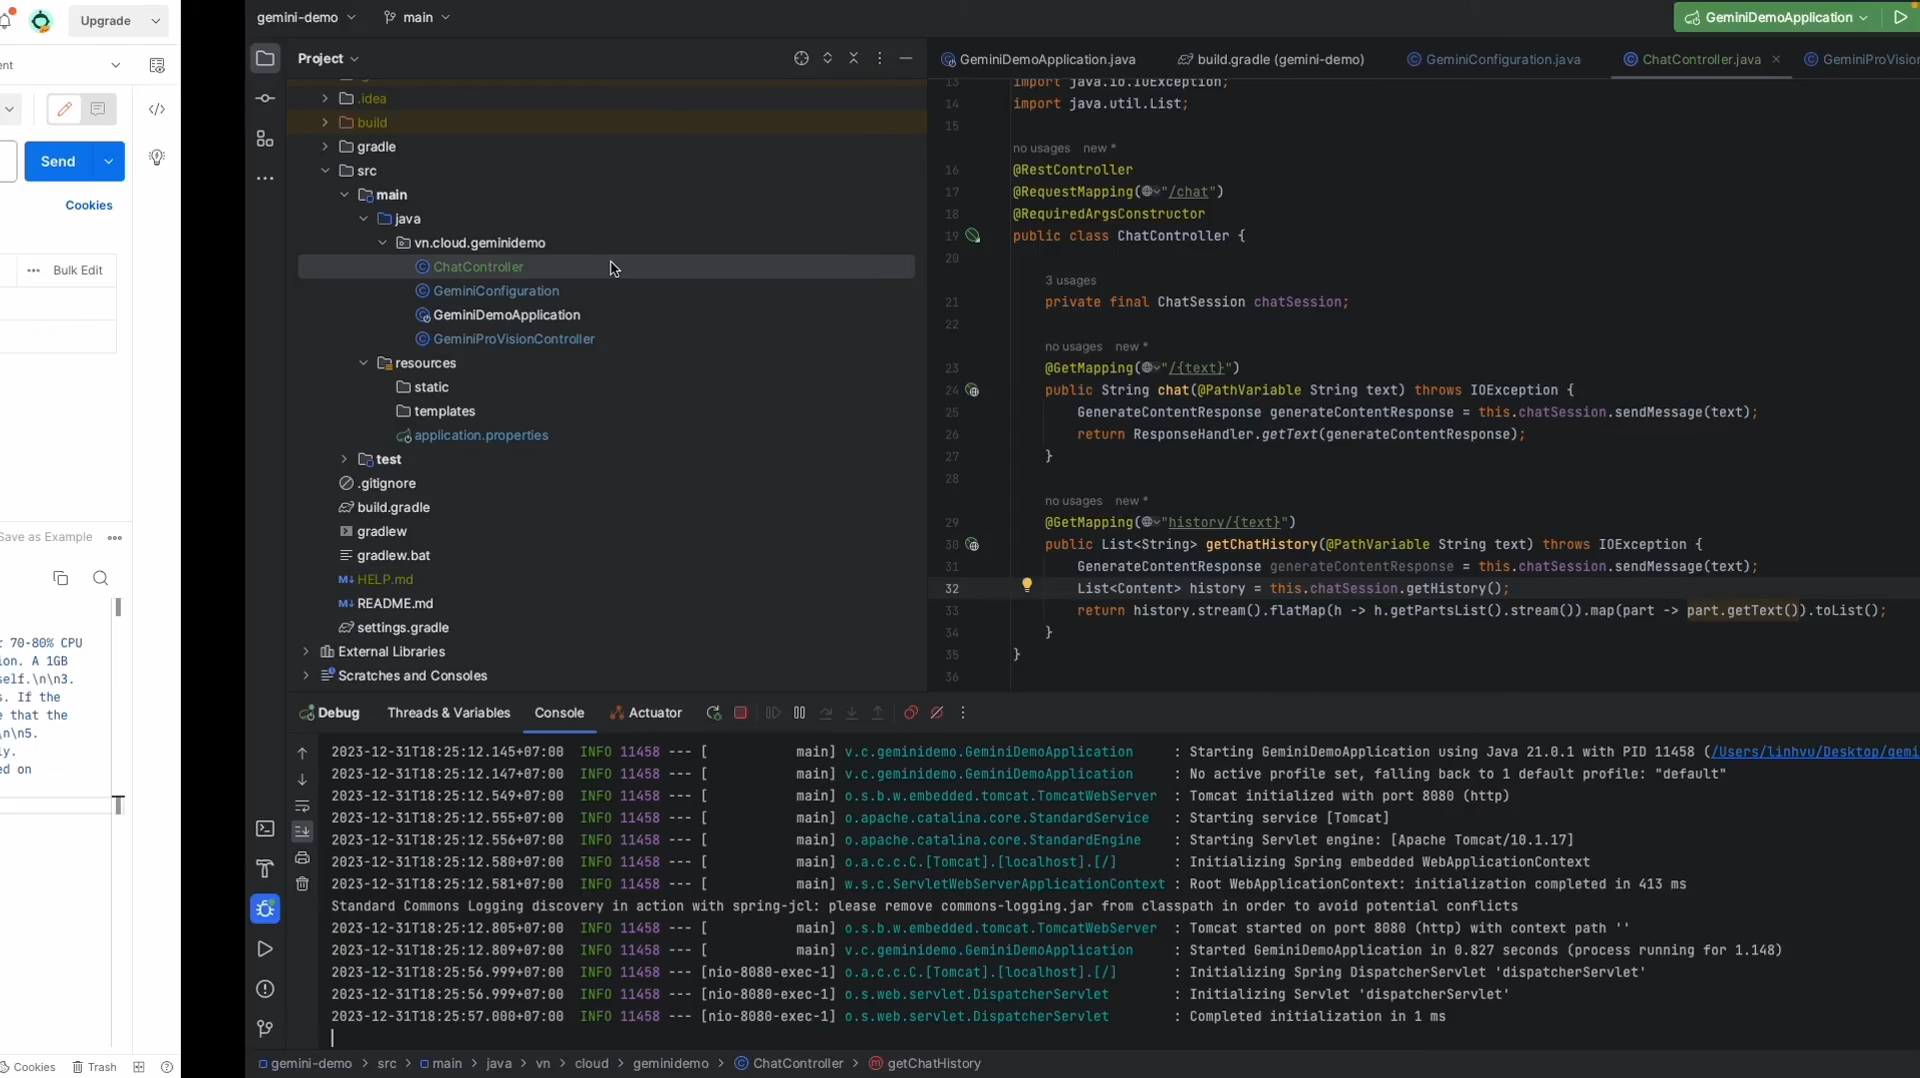 Upgrade
ent
Send
Cookies
Bulk Edit
Save as Example
r 70-80% CPU
ion. A 1GB
self.\n\n3.
s. If the
e that the
\n\n5.
ly.
ed on
Cookies
Trash
gemini-demo
main
GeminiDemoApplication
Project
.idea
build
gradle
src
main
java
vn.cloud.geminidemo
ChatController
GeminiConfiguration
GeminiDemoApplication
GeminiProVisionController
resources
static
templates
application.properties
test
.gitignore
build.gradle
gradlew
gradlew.bat
HELP.md
README.md
settings.gradle
External Libraries
Scratches and Consoles
GeminiDemoApplication.java
build.gradle (gemini-demo)
GeminiConfiguration.java
ChatController.java
GeminiProVision
13 import java.io.IOException;
14 import java.util.List;
15
no usages new *
16 @RestController
17 @RequestMapping("/chat")
18 @RequiredArgsConstructor
19 public class ChatController {
20
3 usages
21 private final ChatSession chatSession;
22
no usages new *
23 @GetMapping("/{text}")
24 public String chat(@PathVariable String text) throws IOException {
25 GenerateContentResponse generateContentResponse = this.chatSession.sendMessage(text);
26 return ResponseHandler.getText(generateContentResponse);
27 }
28
no usages new *
29 @GetMapping("history/{text}")
30 public List<String> getChatHistory(@PathVariable String text) throws IOException {
31 GenerateContentResponse generateContentResponse = this.chatSession.sendMessage(text);
32 List<Content> history = this.chatSession.getHistory();
33 return history.stream().flatMap(h -> h.getPartsList().stream()).map(part -> part.getText()).toList();
34 }
35 }
36
Debug
Threads & Variables
Console
Actuator
2023-12-31T18:25:12.145+07:00 INFO 11458 --- [ main] v.c.geminidemo.GeminiDemoApplication : Starting GeminiDemoApplication using Java 21.0.1 with PID 11458 (/Users/linhvu/Desktop/gemi
2023-12-31T18:25:12.147+07:00 INFO 11458 --- [ main] v.c.geminidemo.GeminiDemoApplication : No active profile set, falling back to 1 default profile: "default"
2023-12-31T18:25:12.549+07:00 INFO 11458 --- [ main] o.s.b.w.embedded.tomcat.TomcatWebServer : Tomcat initialized with port 8080 (http)
2023-12-31T18:25:12.555+07:00 INFO 11458 --- [ main] o.apache.catalina.core.StandardService : Starting service [Tomcat]
2023-12-31T18:25:12.556+07:00 INFO 11458 --- [ main] o.apache.catalina.core.StandardEngine : Starting Servlet engine: [Apache Tomcat/10.1.17]
2023-12-31T18:25:12.580+07:00 INFO 11458 --- [ main] o.a.c.c.C.[Tomcat].[localhost].[/] : Initializing Spring embedded WebApplicationContext
2023-12-31T18:25:12.581+07:00 INFO 11458 --- [ main] w.s.c.ServletWebServerApplicationContext : Root WebApplicationContext: initialization completed in 413 ms
Standard Commons Logging discovery in action with spring-jcl: please remove commons-logging.jar from classpath in order to avoid potential conflicts
2023-12-31T18:25:12.805+07:00 INFO 11458 --- [ main] o.s.b.w.embedded.tomcat.TomcatWebServer : Tomcat started on port 8080 (http) with context path ''
2023-12-31T18:25:12.809+07:00 INFO 11458 --- [ main] v.c.geminidemo.GeminiDemoApplication : Started GeminiDemoApplication in 0.827 seconds (process running for 1.148)
2023-12-31T18:25:56.999+07:00 INFO 11458 --- [nio-8080-exec-1] o.a.c.c.C.[Tomcat].[localhost].[/] : Initializing Spring DispatcherServlet 'dispatcherServlet'
2023-12-31T18:25:56.999+07:00 INFO 11458 --- [nio-8080-exec-1] o.s.web.servlet.DispatcherServlet : Initializing Servlet 'dispatcherServlet'
2023-12-31T18:25:57.000+07:00 INFO 11458 --- [nio-8080-exec-1] o.s.web.servlet.DispatcherServlet : Completed initialization in 1 ms
gemini-demo > src > main > java > vn > cloud > geminidemo > ChatController > getChatHistory